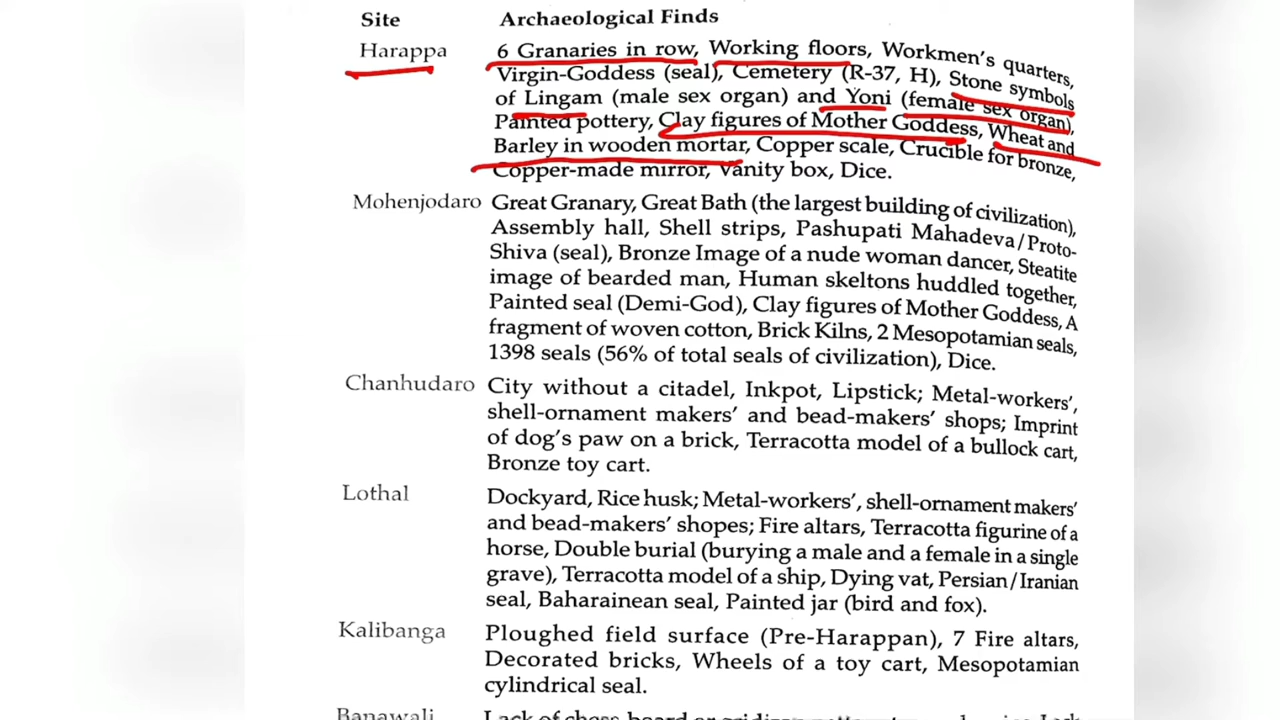 Site Archaeological Finds
Harappa 6 Granaries in row, Working floors, Workmen's quarters,
Virgin-Goddess (seal), Cemetery (R-37, H), Stone symbols
of Lingam (male sex organ) and Yoni (female sex organ),
Painted pottery, Clay figures of Mother Goddess, Wheat and
Barley in wooden mortar, Copper scale, Crucible for bronze,
Copper-made mirror, Vanity box, Dice.
Mohenjodaro Great Granary, Great Bath (the largest building of civilization),
Assembly hall, Shell strips, Pashupati Mahadeva/Proto-
Shiva (seal), Bronze Image of a nude woman dancer, Steatite
image of bearded man, Human skeltons huddled together,
Painted seal (Demi-God), Clay figures of Mother Goddess, A
fragment of woven cotton, Brick Kilns, 2 Mesopotamian seals,
1398 seals (56% of total seals of civilization), Dice.
Chanhudaro City without a citadel, Inkpot, Lipstick; Metal-workers',
shell-ornament makers' and bead-makers' shops; Imprint
of dog's paw on a brick, Terracotta model of a bullock cart,
Bronze toy cart.
Lothal Dockyard, Rice husk; Metal-workers', shell-ornament makers'
and bead-makers' shopes; Fire altars, Terracotta figurine of a
horse, Double burial (burying a male and a female in a single
grave), Terracotta model of a ship, Dying vat, Persian/Iranian
seal, Baharainean seal, Painted jar (bird and fox).
Kalibanga Ploughed field surface (Pre-Harappan), 7 Fire altars,
Decorated bricks, Wheels of a toy cart, Mesopotamian
cylindrical seal.
Banawali Lack of chess-board or gridiron